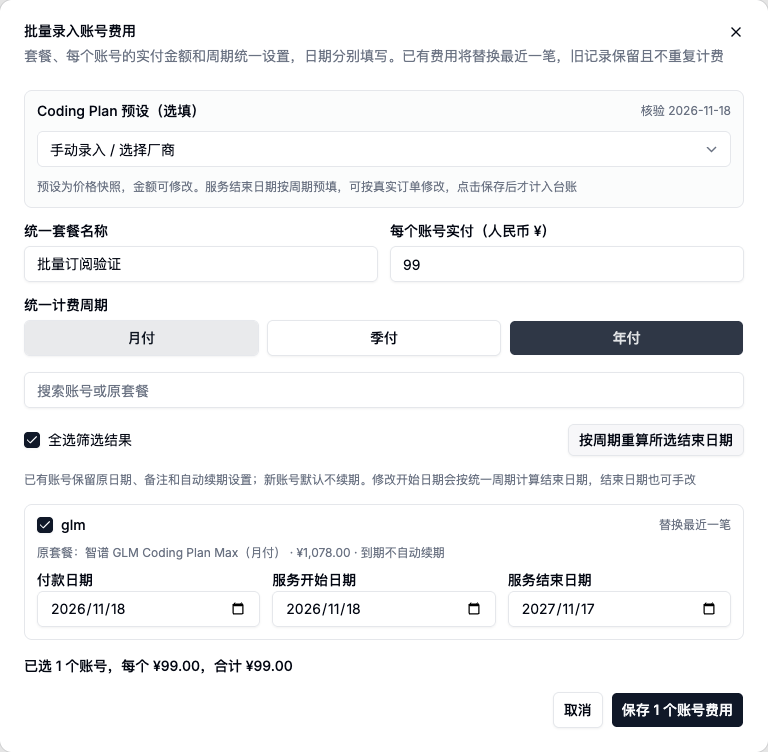 批量录入账号费用
套餐、每个账号的实付金额和周期统一设置，日期分别填写。已有费用将替换最近一笔，旧记录保留且不重复计费
Coding Plan 预设（选填）
核验 2026-11-18
手动录入 / 选择厂商
预设为价格快照，金额可修改。服务结束日期按周期预填，可按真实订单修改，点击保存后才计入台账
统一套餐名称
每个账号实付（人民币 ¥）
批量订阅验证
99
统一计费周期
月付
季付
年付
搜索账号或原套餐
全选筛选结果
按周期重算所选结束日期
已有账号保留原日期、备注和自动续期设置；新账号默认不续期。修改开始日期会按统一周期计算结束日期，结束日期也可手改
glm
替换最近一笔
原套餐：智谱 GLM Coding Plan Max（月付） · ¥1,078.00 · 到期不自动续期
付款日期
服务开始日期
服务结束日期
2026/11/18
2026/11/18
2027/11/17
已选 1 个账号，每个 ¥99.00，合计 ¥99.00
取消
保存 1 个账号费用